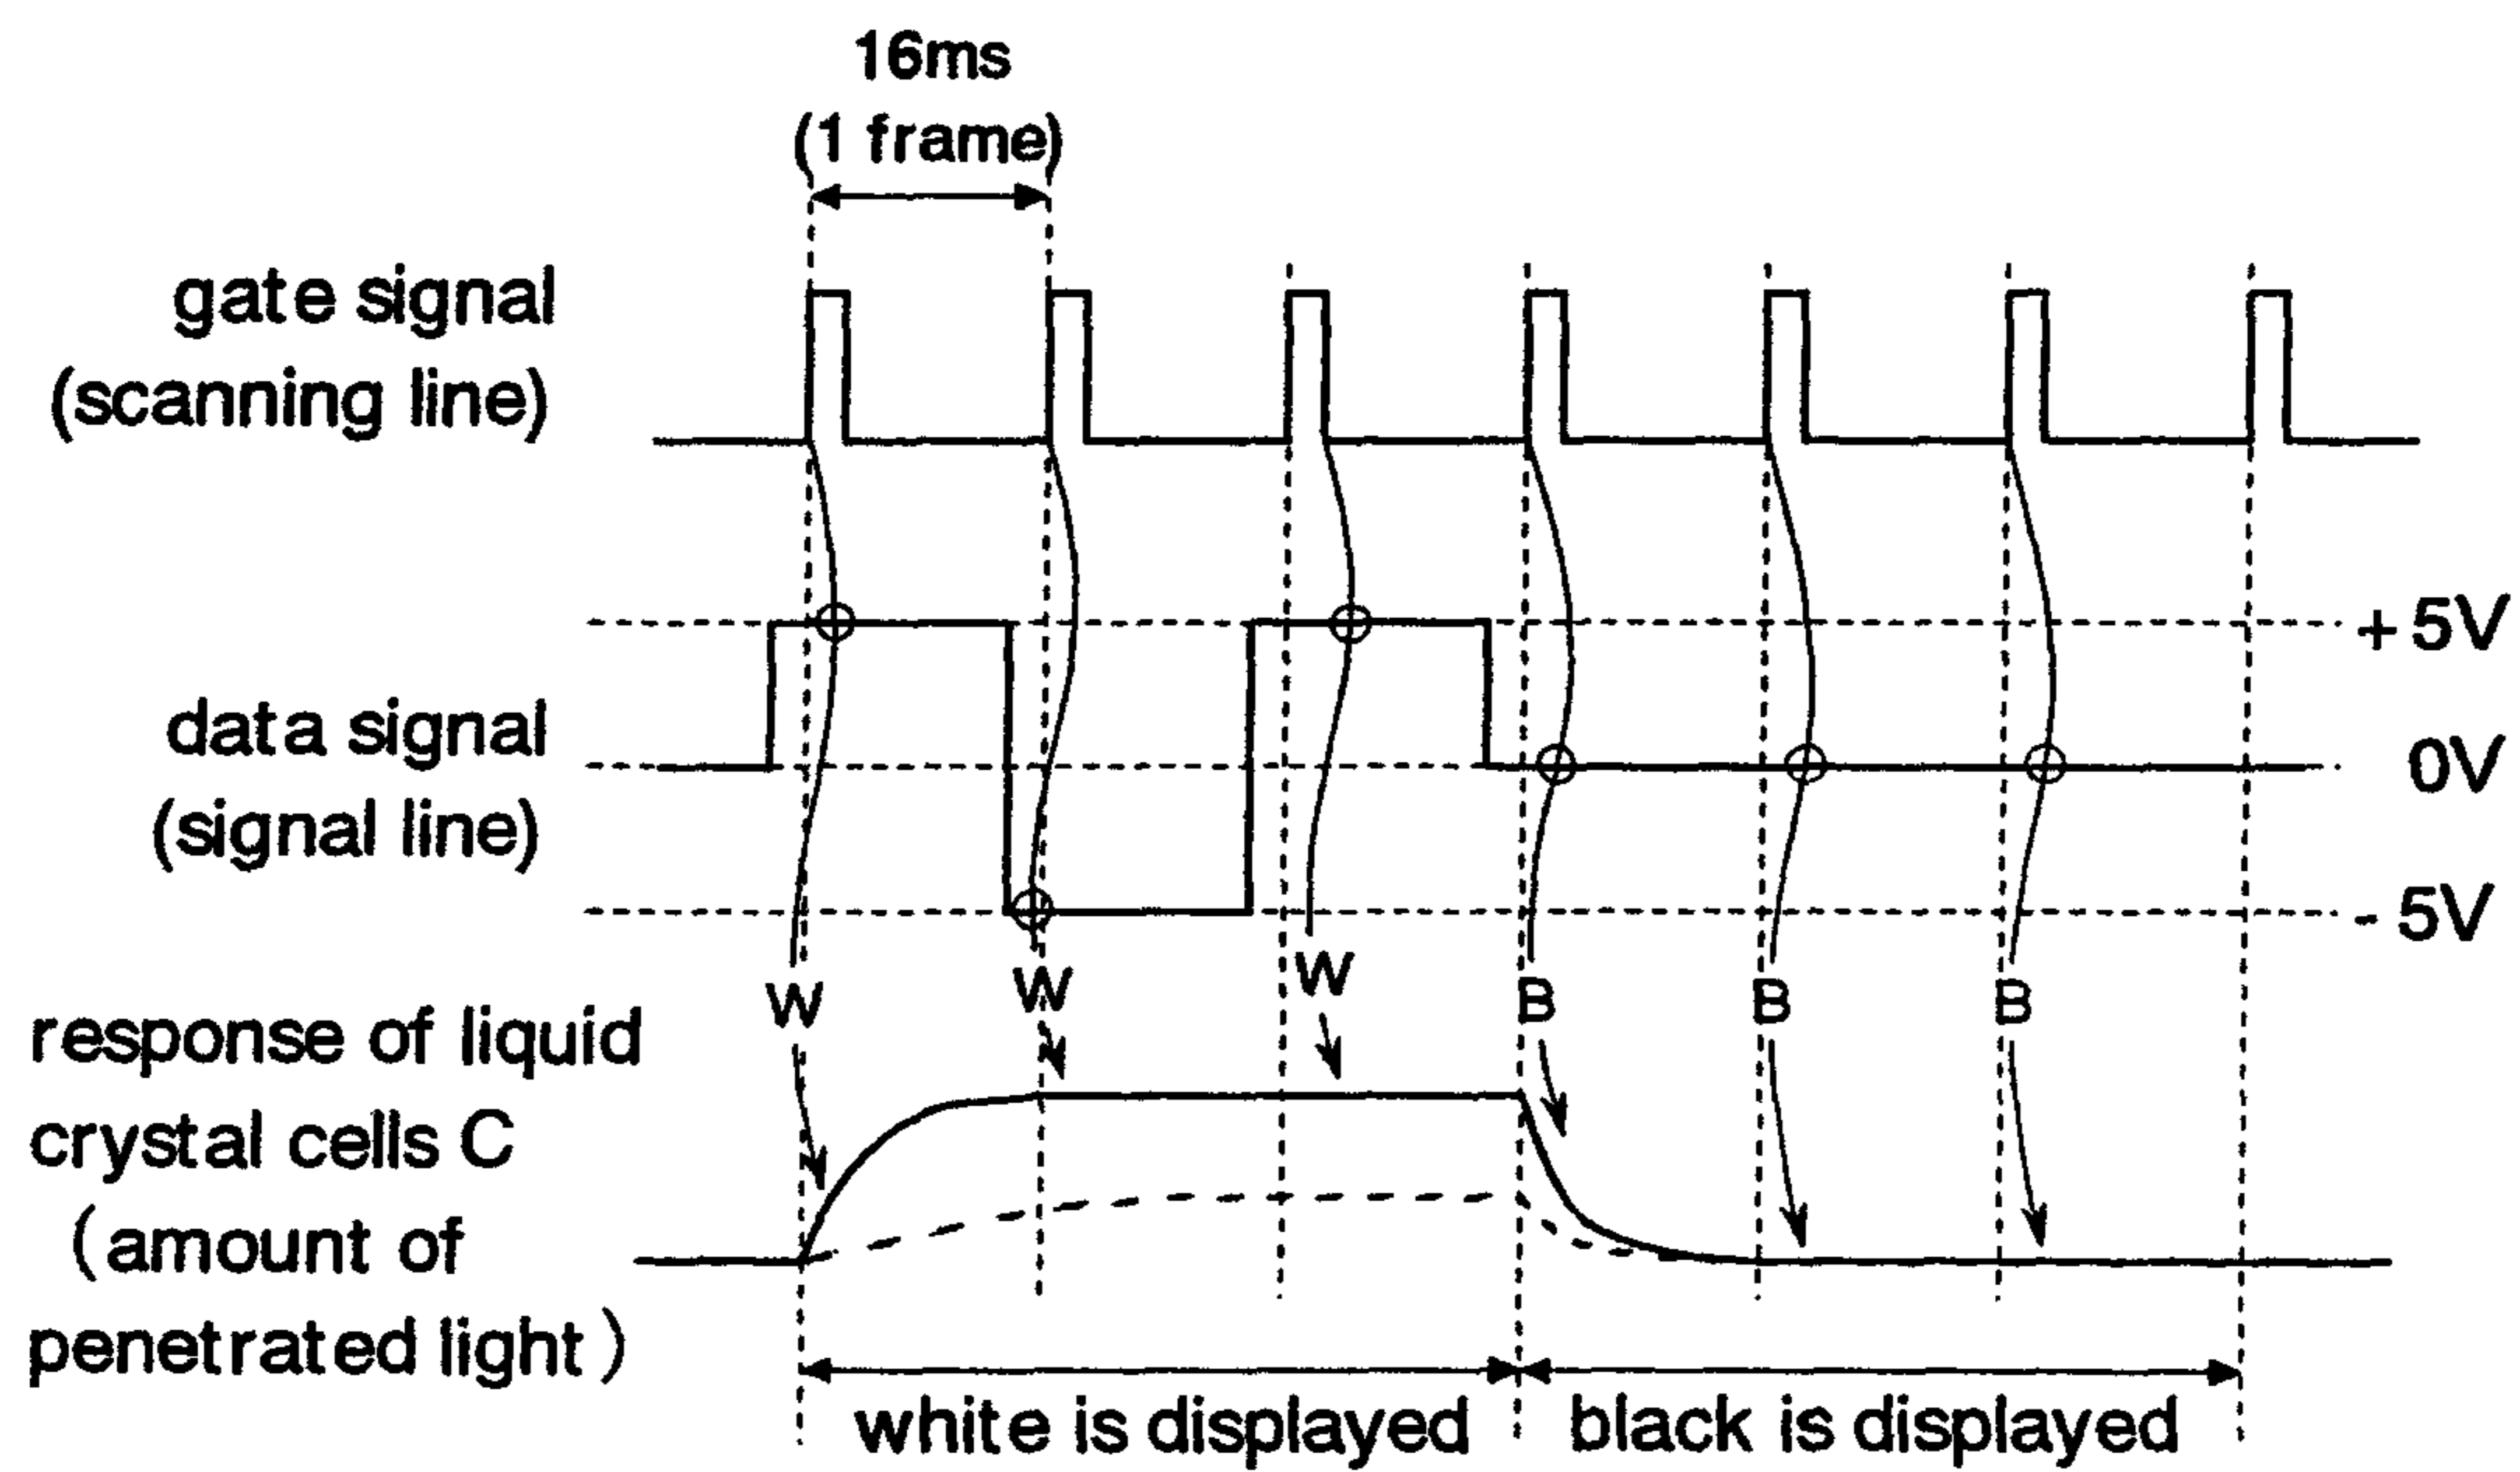 16ms
(1 frame)
gate signal
(scanning line)
+5V
data signal
0V
(signal line)
-5V
W W W B B B
response of liquid
crystal cells C
(amount of
penetrated light)
white is displayed
black is displayed